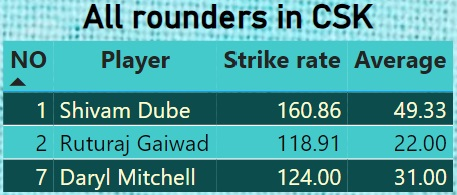 All rounders in CSK
NO Player Strike rate Average
1 Shivam Dube 160.86 49.33
2 Ruturaj Gaiwad 118.91 22.00
7 Daryl Mitchell 124.00 31.00